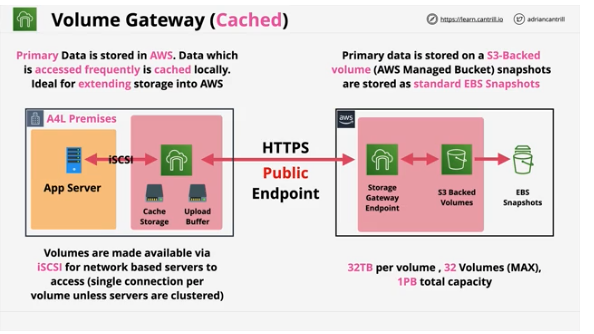 Volume Gateway (Cached)
https://learn.cantrill.io
adriancantrill
Primary Data is stored in AWS. Data which
is accessed frequently is cached locally.
Ideal for extending storage into AWS
Primary data is stored on a S3-Backed
volume (AWS Managed Bucket) snapshots
are stored as standard EBS Snapshots
A4L Premises
iSCSI
App Server
Cache
Storage
Upload
Buffer
HTTPS
Public
Endpoint
aws
Storage
Gateway
Endpoint
S3 Backed
Volumes
EBS
Snapshots
Volumes are made available via
iSCSI for network based servers to
access (single connection per
volume unless servers are clustered)
32TB per volume , 32 Volumes (MAX),
1PB total capacity